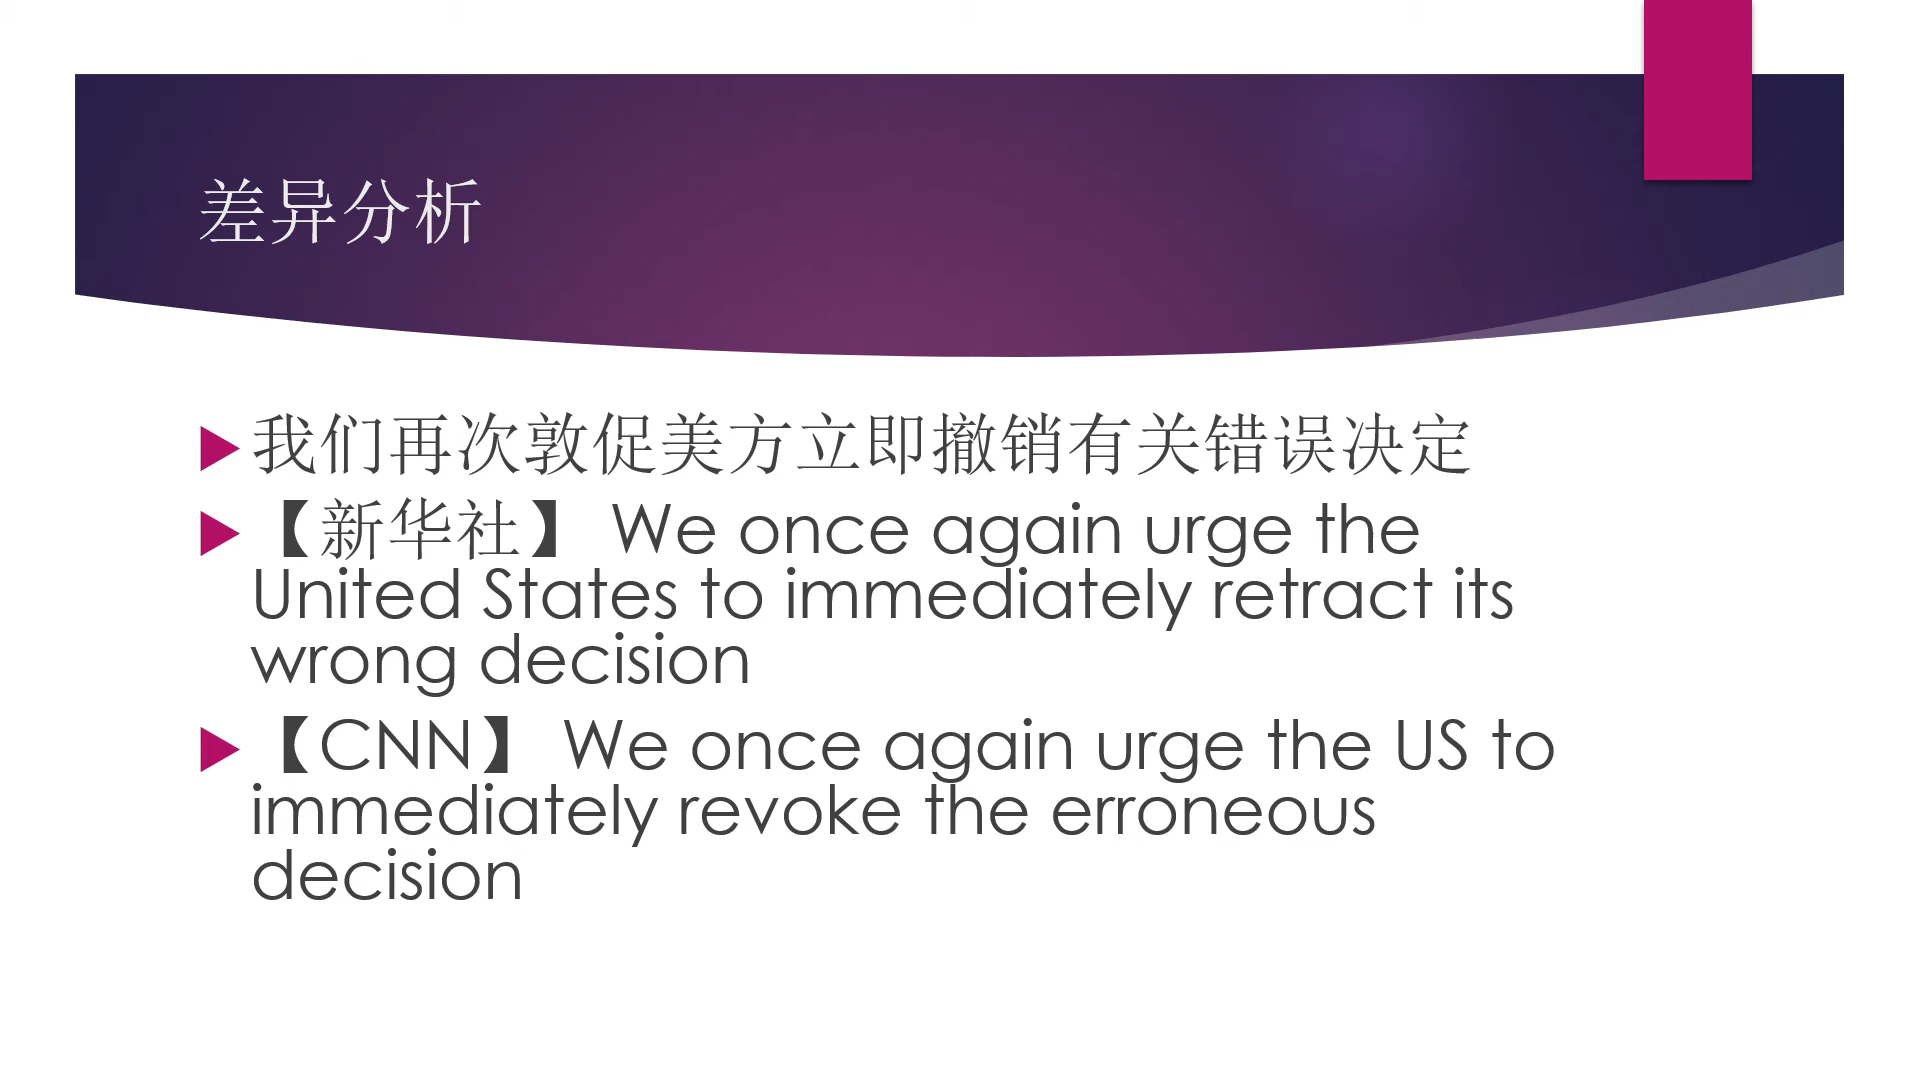 差异分析
我们再次敦促美方立即撤销有关错误决定
【新华社】 We once again urge the
United States to immediately retract its
wrong decision
【CNN】 We once again urge the US to
immediately revoke the erroneous
decision